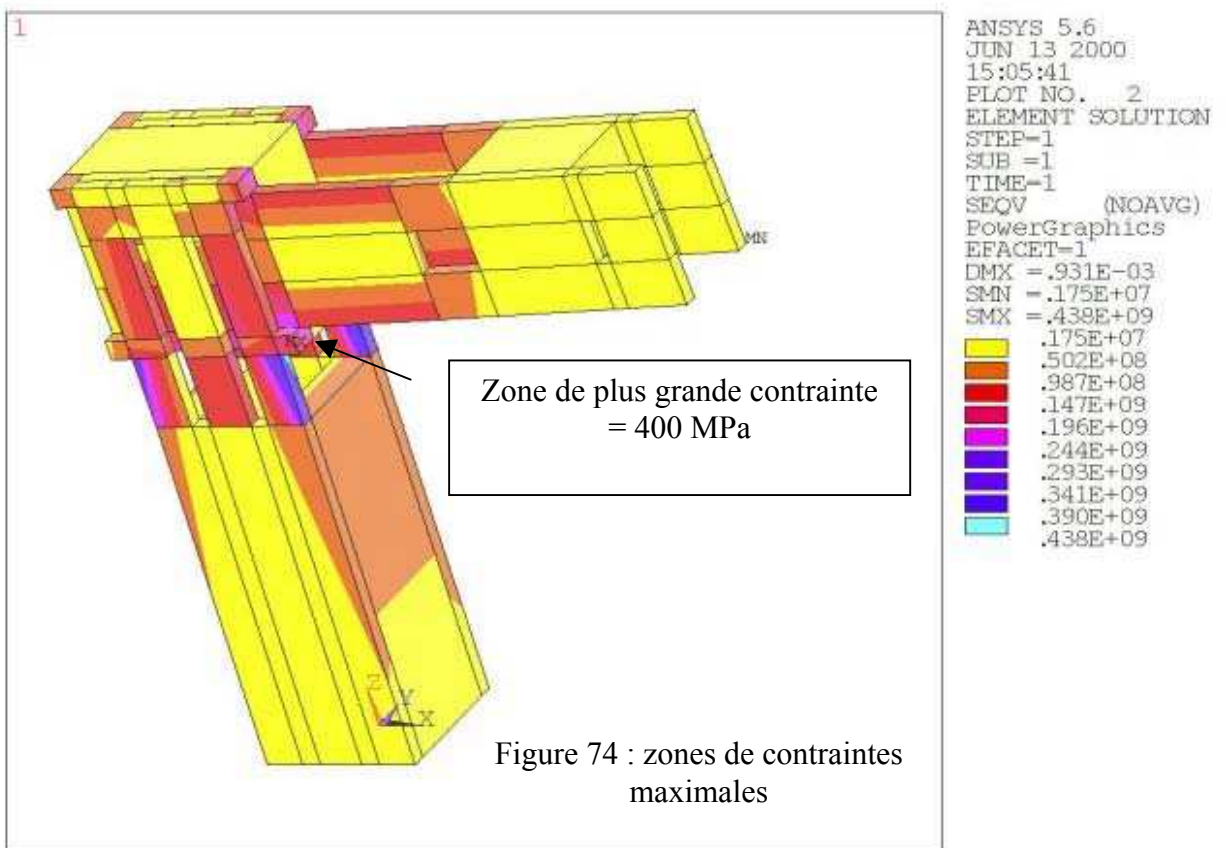 1
ANSYS 5.6
JUN 13 2000
15:05:41
PLOT NO. 2
ELEMENT SOLUTION
STEP=1
SUB =1
TIME=1
SEQV (NOAVG)
PowerGraphics
EFACET=1
DMX =.931E-03
SMN =.175E+07
SMX =.438E+09
.175E+07
.502E+08
.987E+08
.147E+09
.196E+09
.244E+09
.293E+09
.341E+09
.390E+09
.438E+09
MN
Zone de plus grande contrainte
= 400 MPa
Z
Y
X
Figure 74 : zones de contraintes
maximales